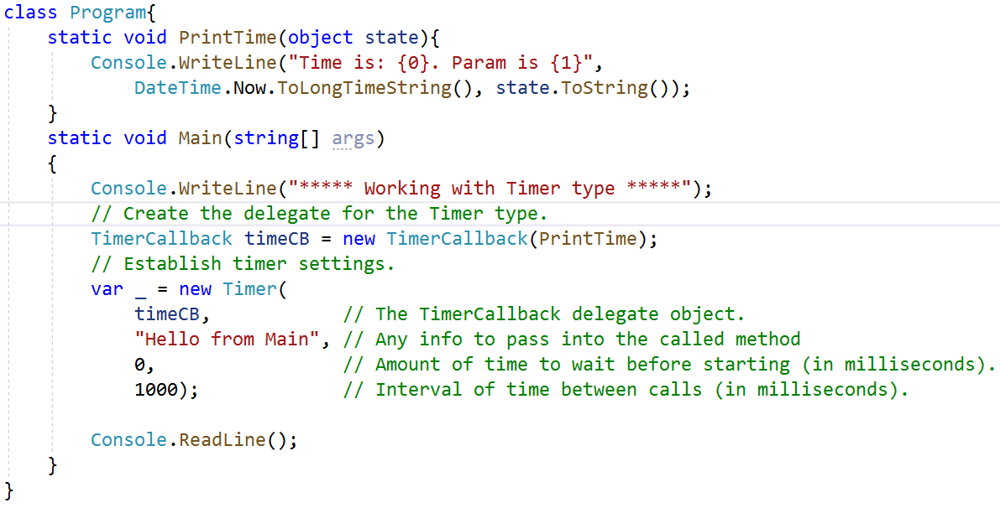 class Program{
    static void PrintTime(object state){
        Console.WriteLine("Time is: {0}. Param is {1}",
            DateTime.Now.ToLongTimeString(), state.ToString());
    }
    static void Main(string[] args)
    {
        Console.WriteLine("***** Working with Timer type *****");
        // Create the delegate for the Timer type.
        TimerCallback timeCB = new TimerCallback(PrintTime);
        // Establish timer settings.
        var _ = new Timer(
            timeCB,            // The TimerCallback delegate object.
            "Hello from Main", // Any info to pass into the called method
            0,                 // Amount of time to wait before starting (in milliseconds).
            1000);             // Interval of time between calls (in milliseconds).

        Console.ReadLine();
    }
}